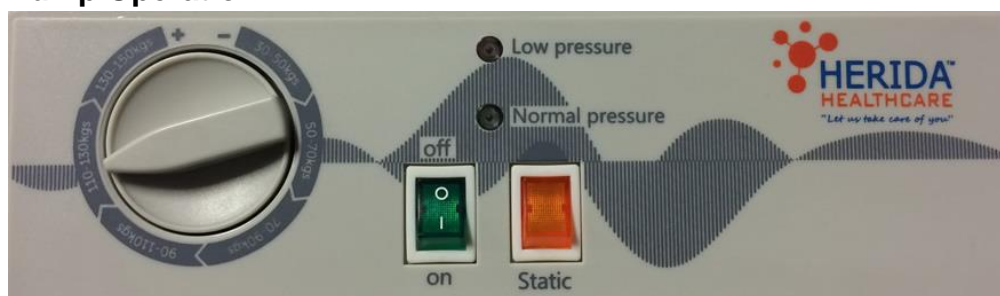 + -
30-50kgs
50-70kgs
70-90kgs
90-110kgs
110-130kgs
130-150kgs
Low pressure
Normal pressure
off
O
I
on
Static
HERIDA™
HEALTHCARE
"Let us take care of you!"